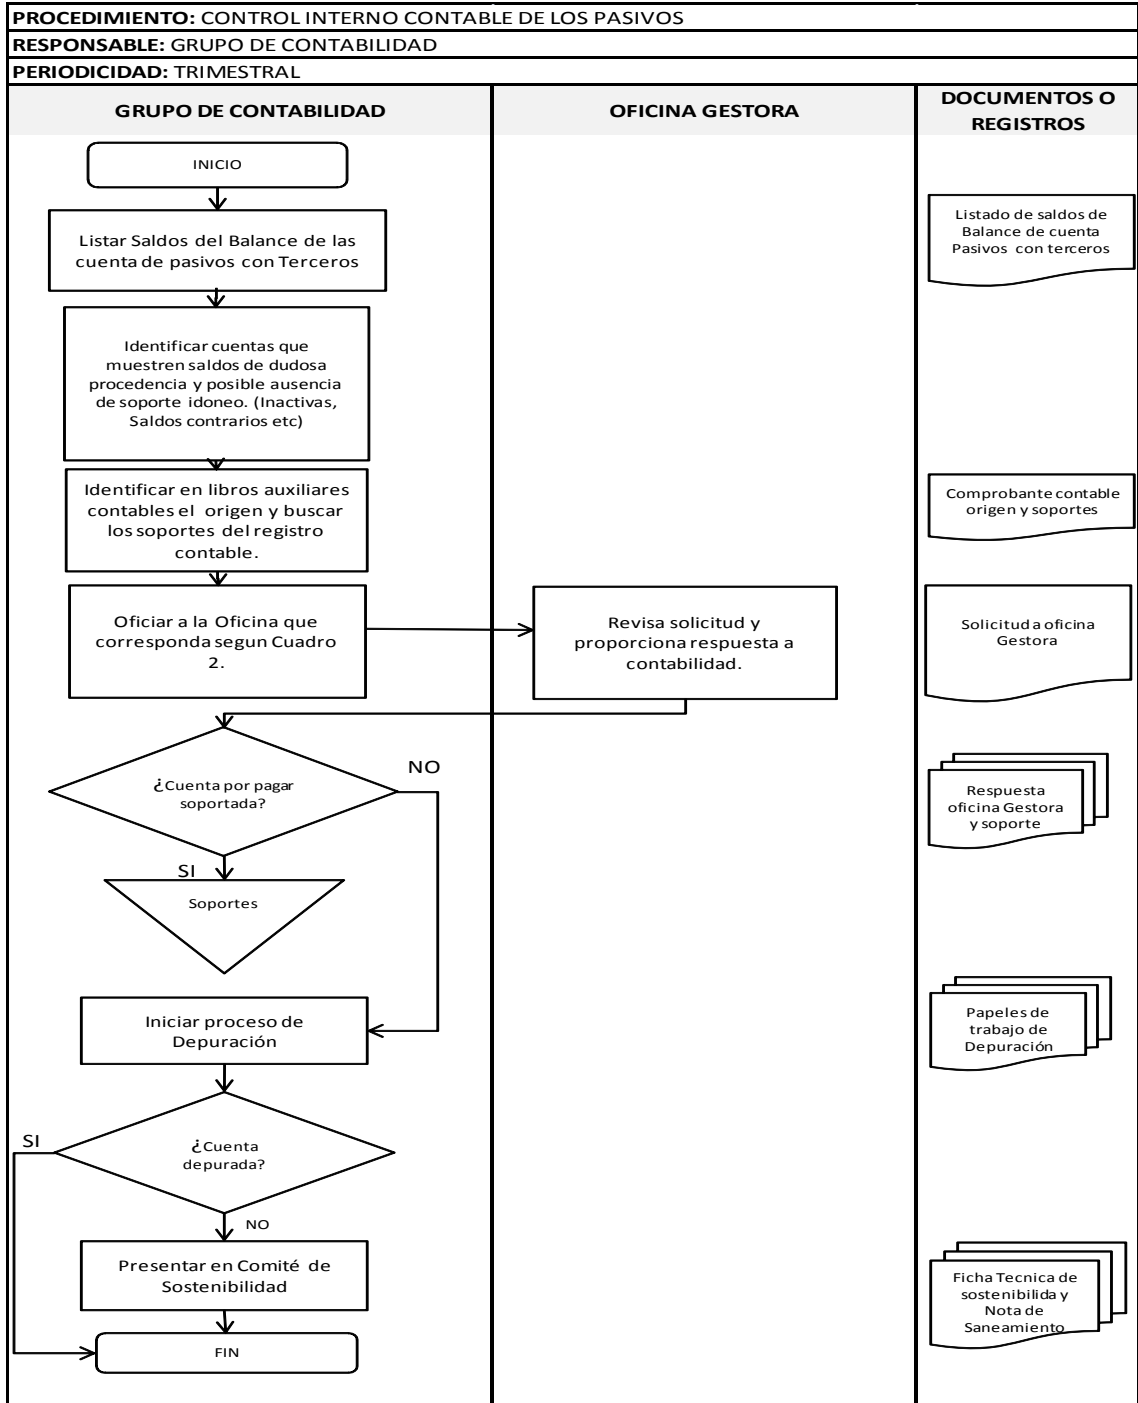 PROCEDIMIENTO: CONTROL INTERNO CONTABLE DE LOS PASIVOS
RESPONSABLE: GRUPO DE CONTABILIDAD
PERIODICIDAD: TRIMESTRAL
GRUPO DE CONTABILIDAD
OFICINA GESTORA
DOCUMENTOS O
REGISTROS
INICIO
Listar Saldos del Balance de las
cuenta de pasivos con Terceros
Listado de saldos de
Balance de cuenta
Pasivos con terceros
Identificar cuentas que
muestren saldos de dudosa
procedencia y posible ausencia
de soporte idoneo. (Inactivas,
Saldos contrarios etc)
Identificar en libros auxiliares
contables el origen y buscar
los soportes del registro
contable.
Comprobante contable
origen y soportes
Oficiar a la Oficina que
corresponda segun Cuadro
2.
Revisa solicitud y
proporciona respuesta a
contabilidad.
Solicitud a oficina
Gestora
¿Cuenta por pagar
soportada?
NO
Respuesta
oficina Gestora
y soporte
SI
Soportes
Iniciar proceso de
Depuración
Papeles de
trabajo de
Depuración
SI
¿Cuenta
depurada?
NO
Presentar en Comité de
Sostenibilidad
Ficha Tecnica de
sostenibilida y
Nota de
Saneamiento
FIN